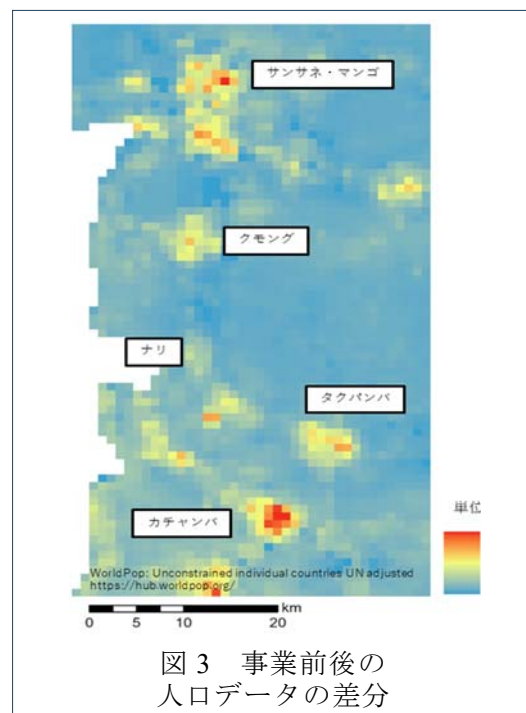 サンサネ・マンゴ
クモング
ナリ
タクパンバ
カチャンバ
単位
WorldPop: Unconstrained individual countries UN adjusted
https://hub.worldpop.org/
km
0 5 10 20
図 3 事業前後の
人口データの差分